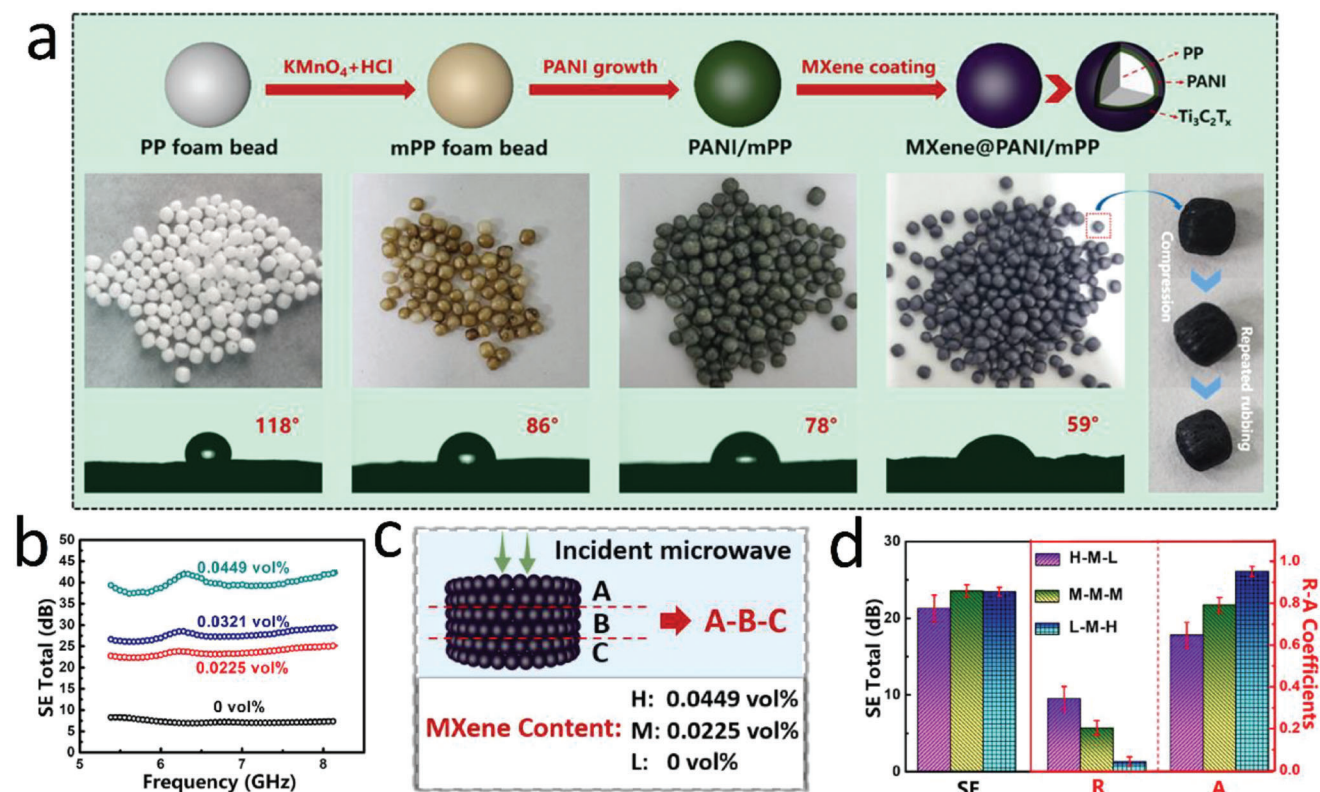 a
KMnO₄+HCl
PANI growth
MXene coating
PP
PANI
Ti₃C₂Tₓ
PP foam bead
mPP foam bead
PANI/mPP
MXene@PANI/mPP
Compression
Repeated rubbing
118°
86°
78°
59°
b
SE Total (dB)
50
45
40
35
30
25
20
15
10
5
0
0.0449 vol%
0.0321 vol%
0.0225 vol%
0 vol%
5
6
7
8
Frequency (GHz)
c
Incident microwave
A
B
C
A-B-C
MXene Content:
H: 0.0449 vol%
M: 0.0225 vol%
L: 0 vol%
d
SE Total (dB)
30
20
10
0
H-M-L
M-M-M
L-M-H
SE
R
A
1.0
0.8
0.6
0.4
0.2
0.0
R-A Coefficients